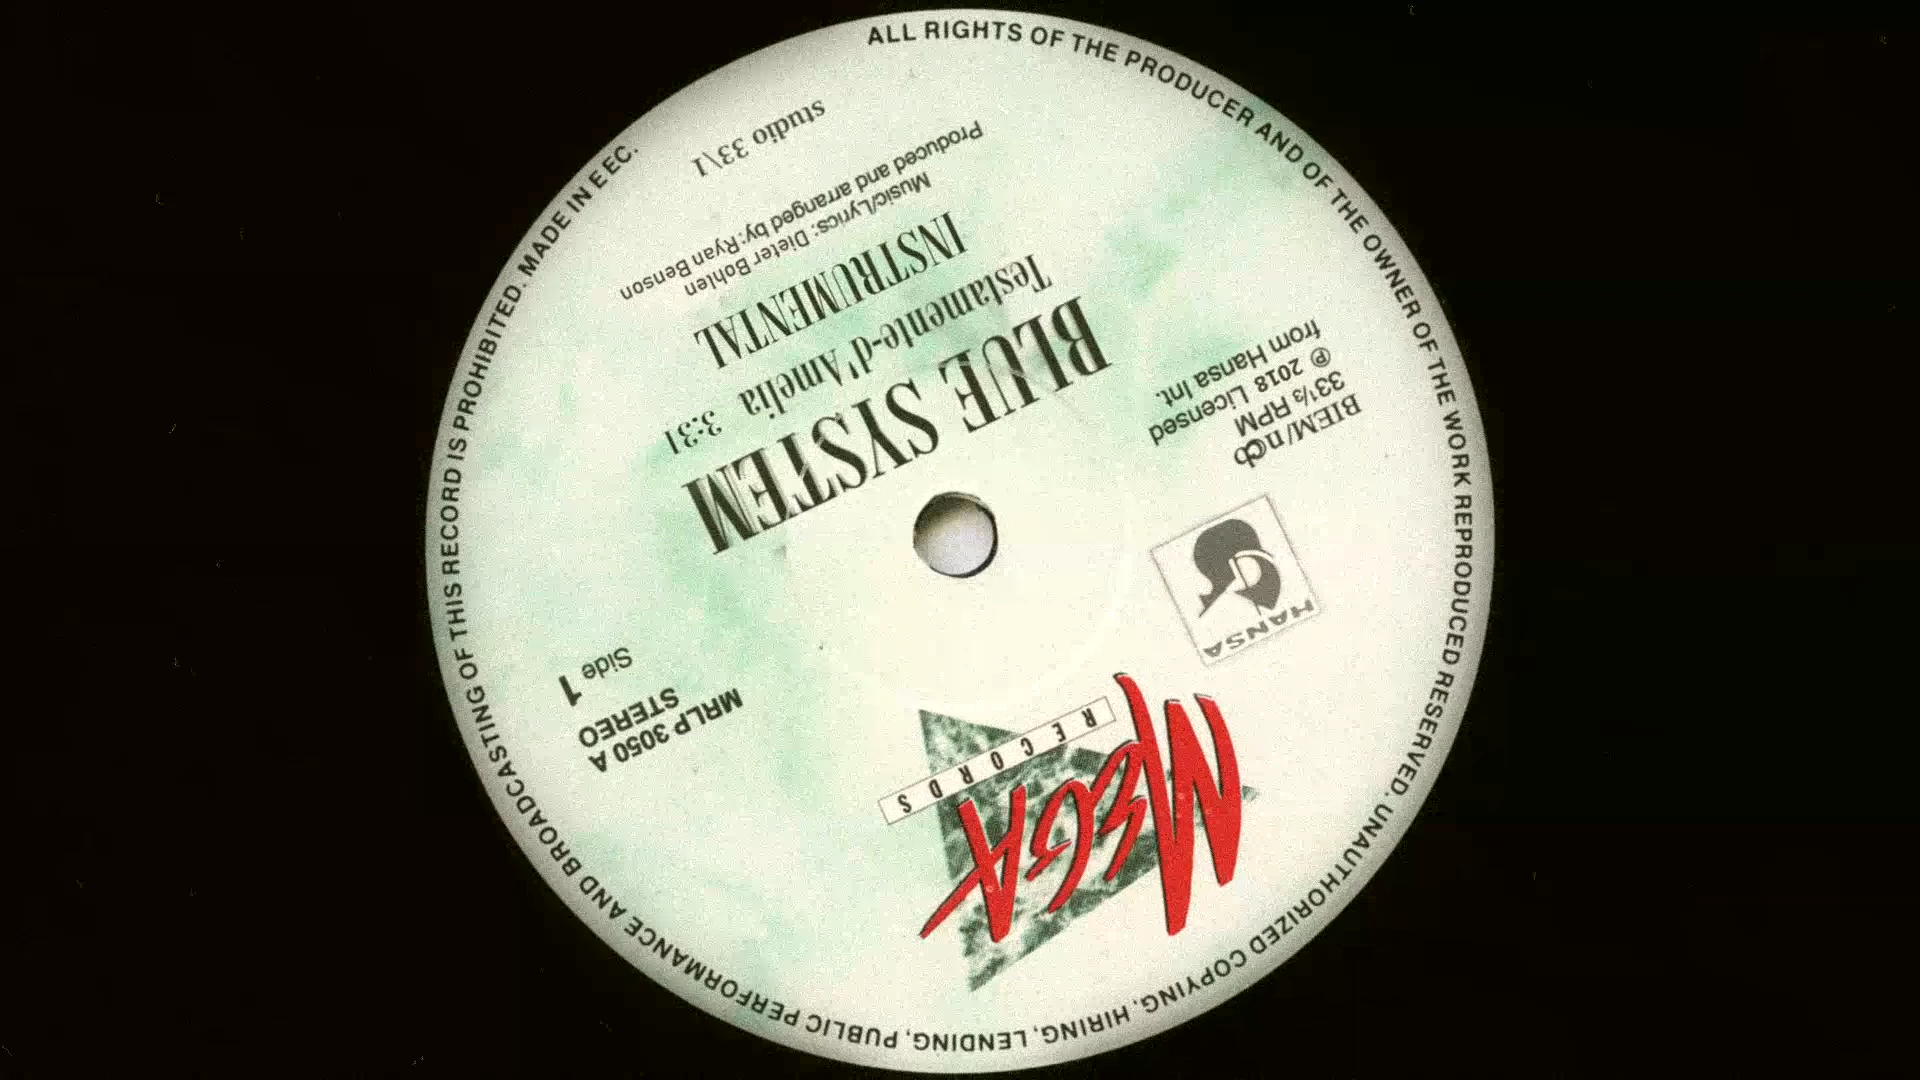 MEGA
RECORDS
HANSA
BIEM/ncb
33⅓ RPM
℗ 2018 Licensed
from Hansa Int.
MRLP 3050 A
STEREO
Side 1
BLUE SYSTEM
Testamente-d'Amelia 3:31
INSTRUMENTAL
Music/Lyrics: Dieter Bohlen
Produced and arranged by: Ryan Benson
studio 33\1
ALL RIGHTS OF THE PRODUCER AND OF THE OWNER OF THE WORK REPRODUCED RESERVED. UNAUTHORIZED COPYING, HIRING, LENDING, PUBLIC PERFORMANCE AND BROADCASTING OF THIS RECORD IS PROHIBITED. MADE IN EEC.